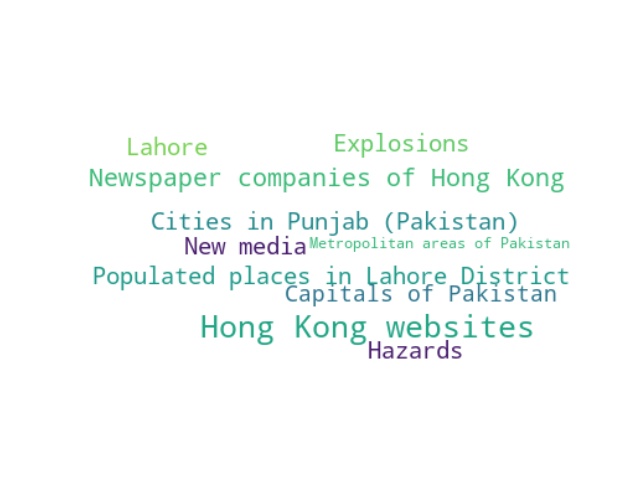 Lahore
Explosions
Newspaper companies of Hong Kong
Cities in Punjab (Pakistan)
New media
Metropolitan areas of Pakistan
Populated places in Lahore District
Capitals of Pakistan
Hong Kong websites
Hazards